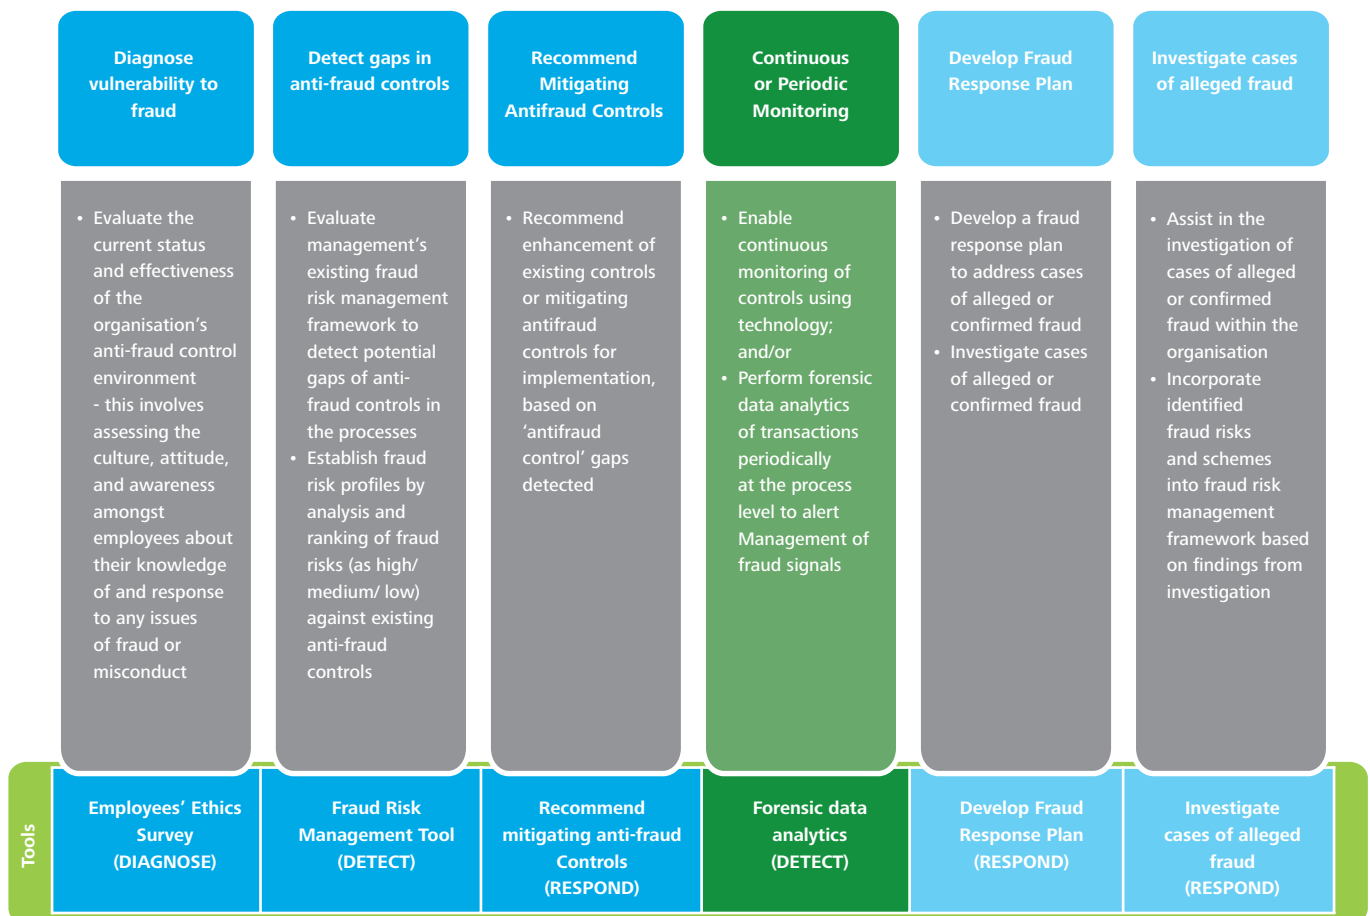 Diagnose
vulnerability to
fraud
Detect gaps in
anti-fraud controls
Recommend
Mitigating
Antifraud Controls
Continuous
or Periodic
Monitoring
Develop Fraud
Response Plan
Investigate cases
of alleged fraud
• Evaluate the
current status
and effectiveness
of the
organisation’s
anti-fraud control
environment
- this involves
assessing the
culture, attitude,
and awareness
amongst
employees about
their knowledge
of and response
to any issues
of fraud or
misconduct
• Evaluate
management’s
existing fraud
risk management
framework to
detect potential
gaps of anti-
fraud controls in
the processes
• Establish fraud
risk profiles by
analysis and
ranking of fraud
risks (as high/
medium/ low)
against existing
anti-fraud
controls
• Recommend
enhancement of
existing controls
or mitigating
antifraud
controls for
implementation,
based on
‘antifraud
control’ gaps
detected
• Enable
continuous
monitoring of
controls using
technology;
and/or
• Perform forensic
data analytics
of transactions
periodically
at the process
level to alert
Management of
fraud signals
• Develop a fraud
response plan
to address cases
of alleged or
confirmed fraud
• Investigate cases
of alleged or
confirmed fraud
• Assist in the
investigation of
cases of alleged
or confirmed
fraud within the
organisation
• Incorporate
identified
fraud risks
and schemes
into fraud risk
management
framework based
on findings from
investigation
Tools
Employees’ Ethics
Survey
(DIAGNOSE)
Fraud Risk
Management Tool
(DETECT)
Recommend
mitigating anti-fraud
Controls
(RESPOND)
Forensic data
analytics
(DETECT)
Develop Fraud
Response Plan
(RESPOND)
Investigate
cases of alleged
fraud
(RESPOND)